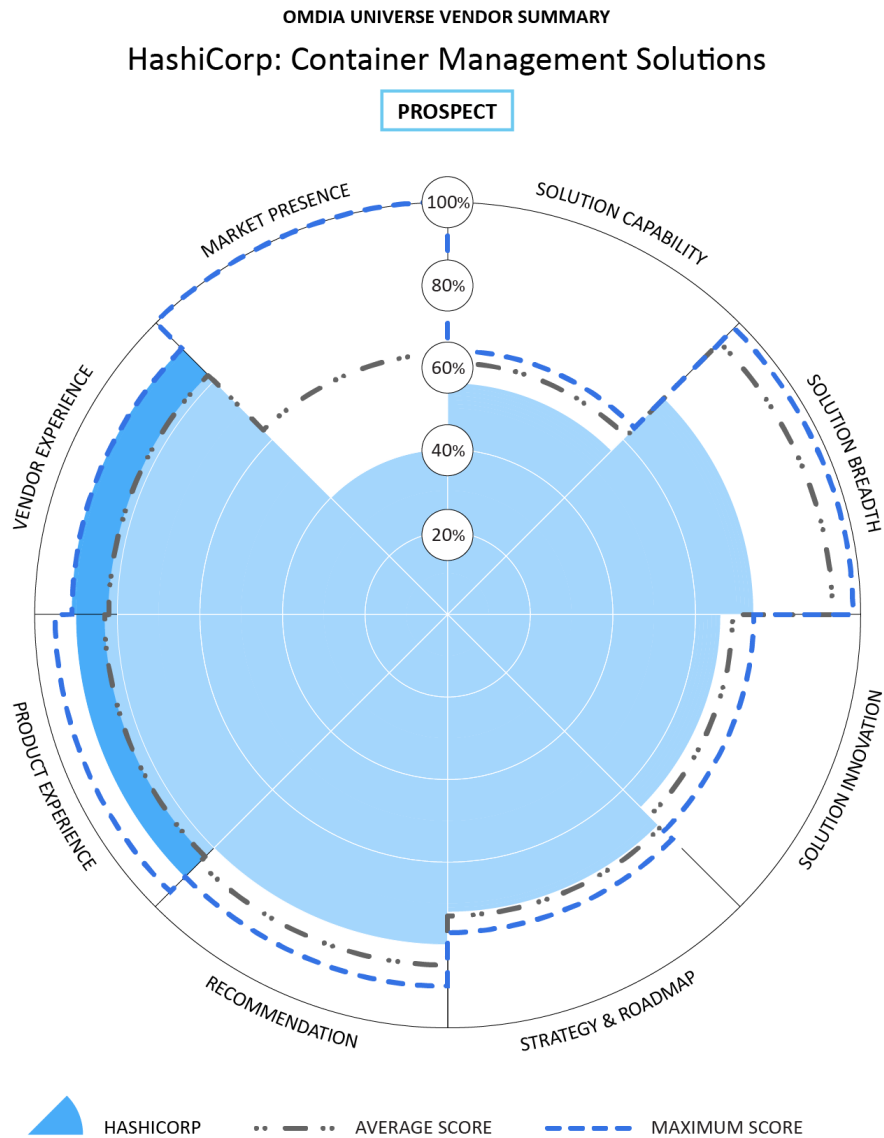 OMDIA UNIVERSE VENDOR SUMMARY
HashiCorp: Container Management Solutions
PROSPECT
MARKET PRESENCE
SOLUTION CAPABILITY
100%
80%
60%
40%
20%
VENDOR EXPERIENCE
SOLUTION BREADTH
PRODUCT EXPERIENCE
SOLUTION INNOVATION
RECOMMENDATION
STRATEGY & ROADMAP
HASHICORP
AVERAGE SCORE
MAXIMUM SCORE